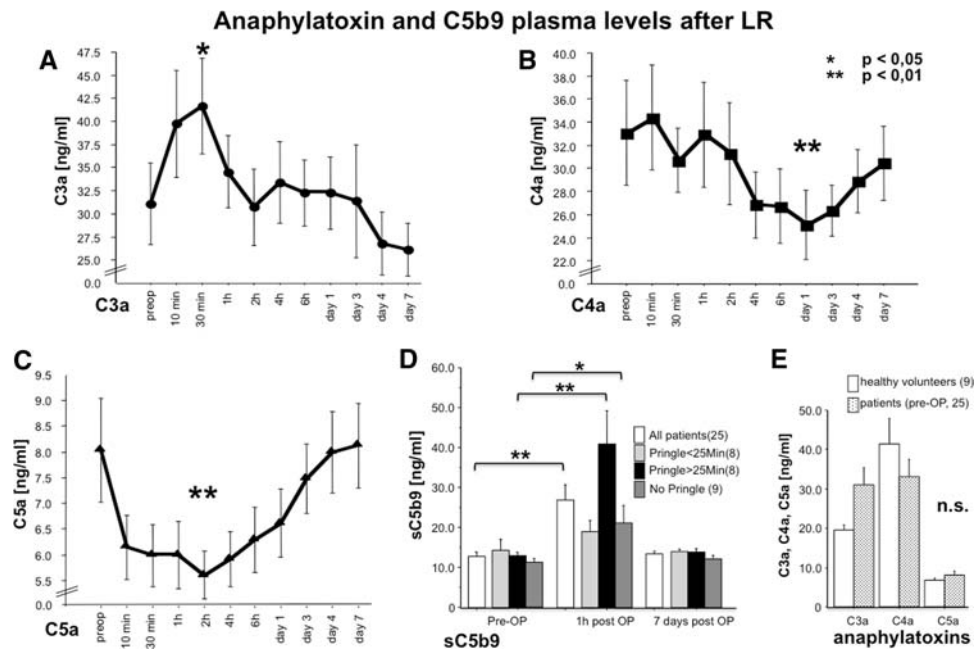 Anaphylatoxin and C5b9 plasma levels after LR
A
C3a [ng/ml]
47.5
45.0
42.5
40.0
37.5
35.0
32.5
30.0
27.5
25.0
0.0
*
C3a
preop
10 min
30 min
1h
2h
4h
6h
day 1
day 3
day 4
day 7
B
C4a [ng/ml]
40.0
38.0
36.0
34.0
32.0
30.0
28.0
26.0
24.0
22.0
0.0
* p < 0,05
** p < 0,01
**
C4a
preop
10 min
30 min
1h
2h
4h
6h
day 1
day 3
day 4
day 7
C
C5a [ng/ml]
9.5
9.0
8.5
8.0
7.5
7.0
6.5
6.0
5.5
0.0
**
C5a
preop
10 min
30 min
1h
2h
4h
6h
day 1
day 3
day 4
day 7
D
sC5b9 [ng/ml]
60.0
50.0
40.0
30.0
20.0
10.0
0.0
*
**
**
All patients(25)
Pringle<25Min(8)
Pringle>25Min(8)
No Pringle (9)
Pre-OP
1h post OP
7 days post OP
sC5b9
E
healthy volunteers (9)
patients (pre-OP, 25)
C3a, C4a, C5a [ng/ml]
50.0
40.0
30.0
20.0
10.0
0.0
n.s.
C3a
C4a
C5a
anaphylatoxins